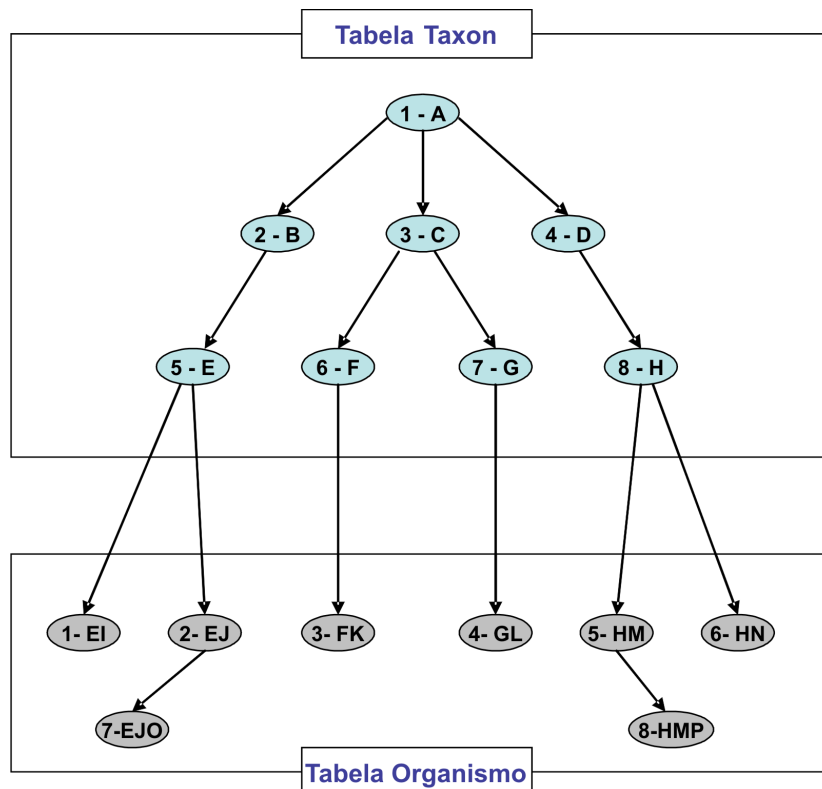 Tabela Taxon
1 - A
2 - B
3 - C
4 - D
5 - E
6 - F
7 - G
8 - H
1- EI
2- EJ
3- FK
4- GL
5- HM
6- HN
7-EJO
8-HMP
Tabela Organismo